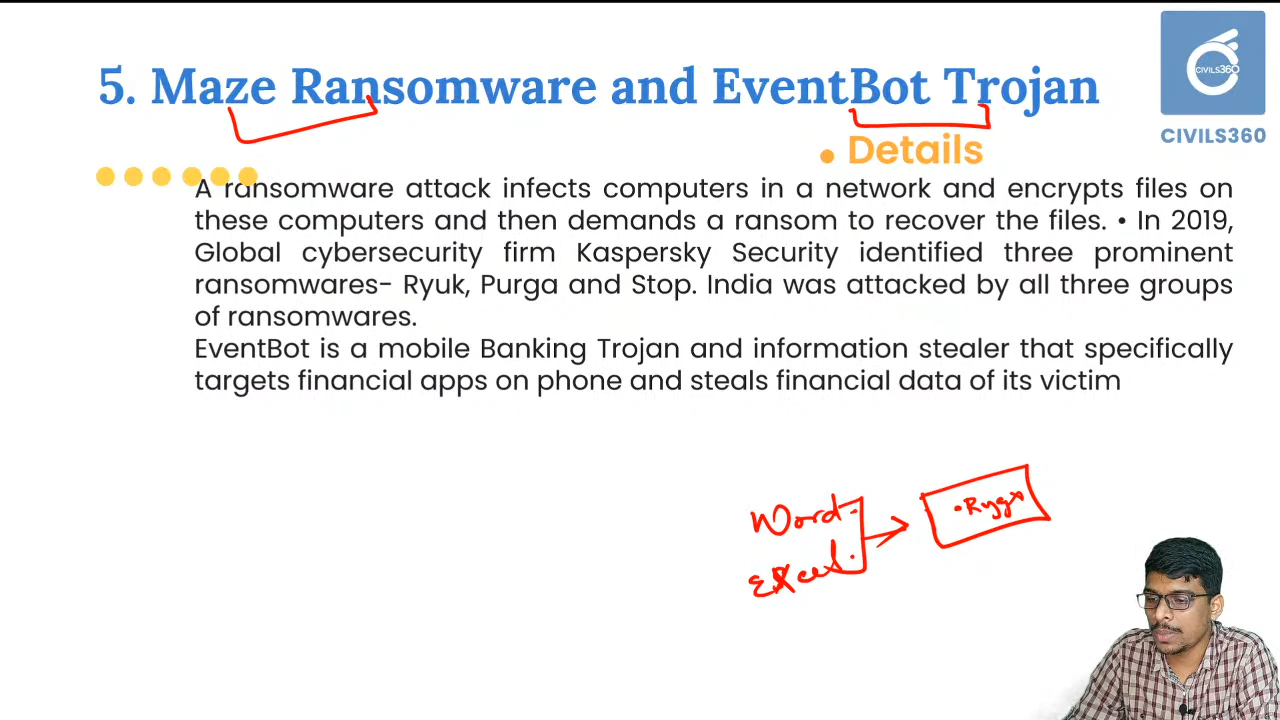 5. Maze Ransomware and EventBot Trojan
CIVILS360
CIVILS360
• Details
A ransomware attack infects computers in a network and encrypts files on
these computers and then demands a ransom to recover the files. • In 2019,
Global cybersecurity firm Kaspersky Security identified three prominent
ransomwares- Ryuk, Purga and Stop. India was attacked by all three groups
of ransomwares.
EventBot is a mobile Banking Trojan and information stealer that specifically
targets financial apps on phone and steals financial data of its victim
Word
Excel